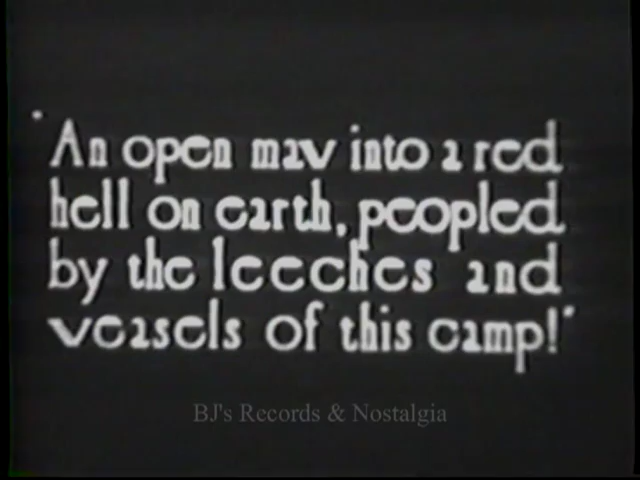 "An open maw into a red
hell on earth, peopled
by the leeches and
weasels of this camp!"
BJ's Records & Nostalgia